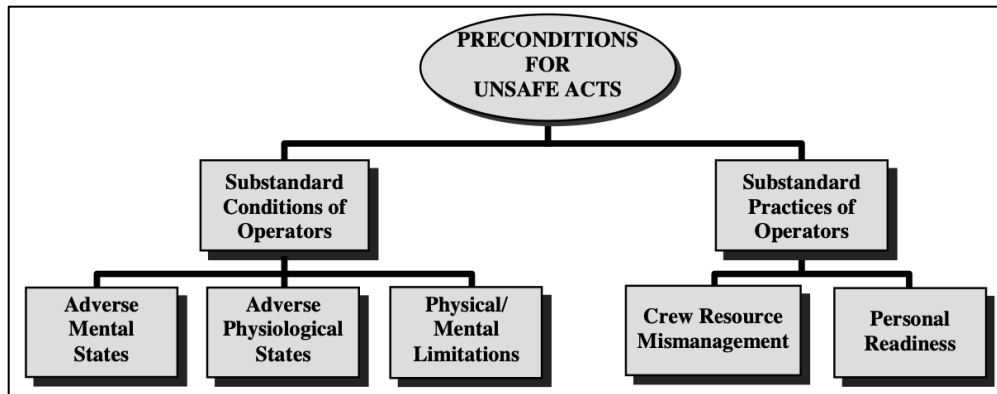 PRECONDITIONS
FOR
UNSAFE ACTS
Substandard
Conditions of
Operators
Substandard
Practices of
Operators
Adverse
Mental
States
Adverse
Physiological
States
Physical/
Mental
Limitations
Crew Resource
Mismanagement
Personal
Readiness